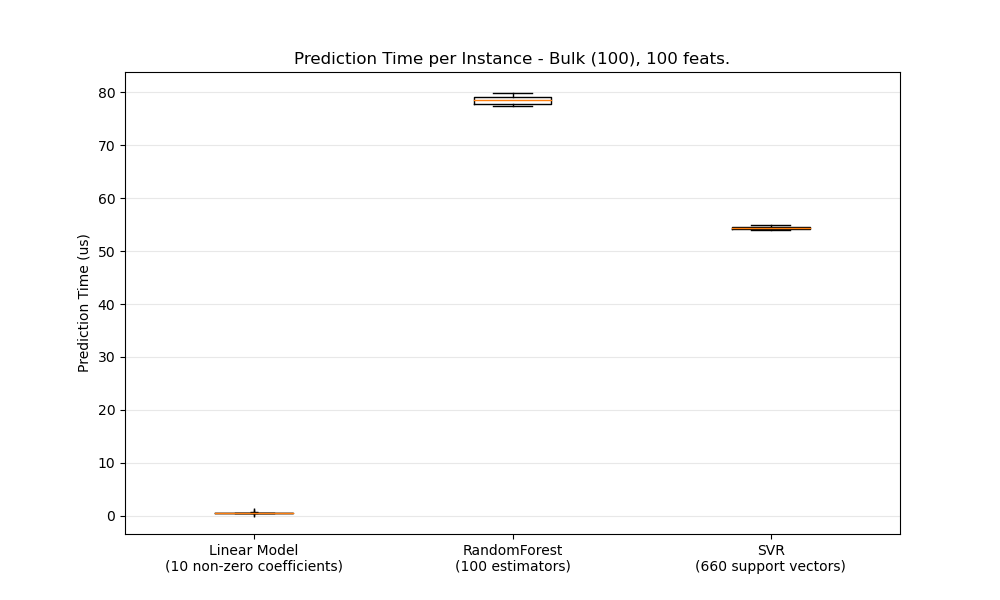 Prediction Time per Instance - Bulk (100), 100 feats.
80
70
60
50
40
30
20
10
0
Prediction Time (us)
Linear Model
(10 non-zero coefficients)
RandomForest
(100 estimators)
SVR
(660 support vectors)